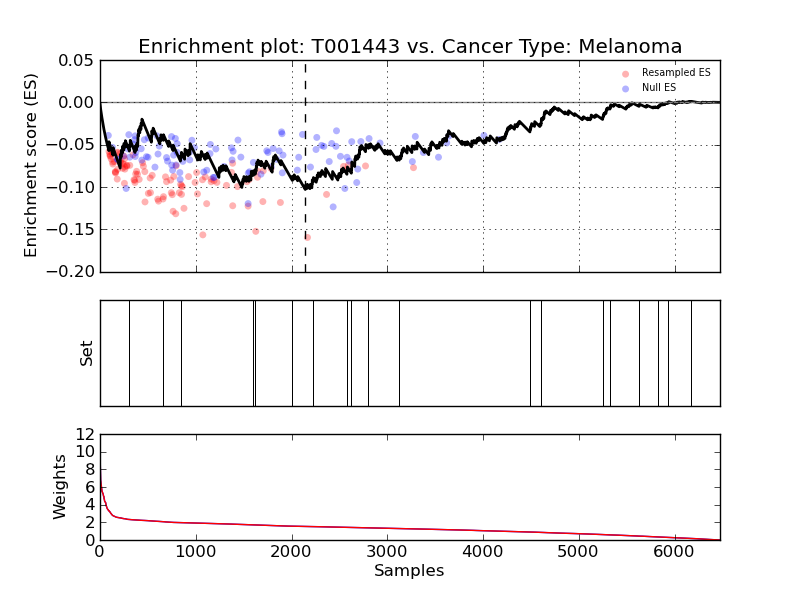 Enrichment plot: T001443 vs. Cancer Type: Melanoma
Enrichment score (ES)
0.05
0.00
−0.05
−0.10
−0.15
−0.20
Resampled ES
Null ES
Set
Weights
12
10
8
6
4
2
0
0 1000 2000 3000 4000 5000 6000
Samples